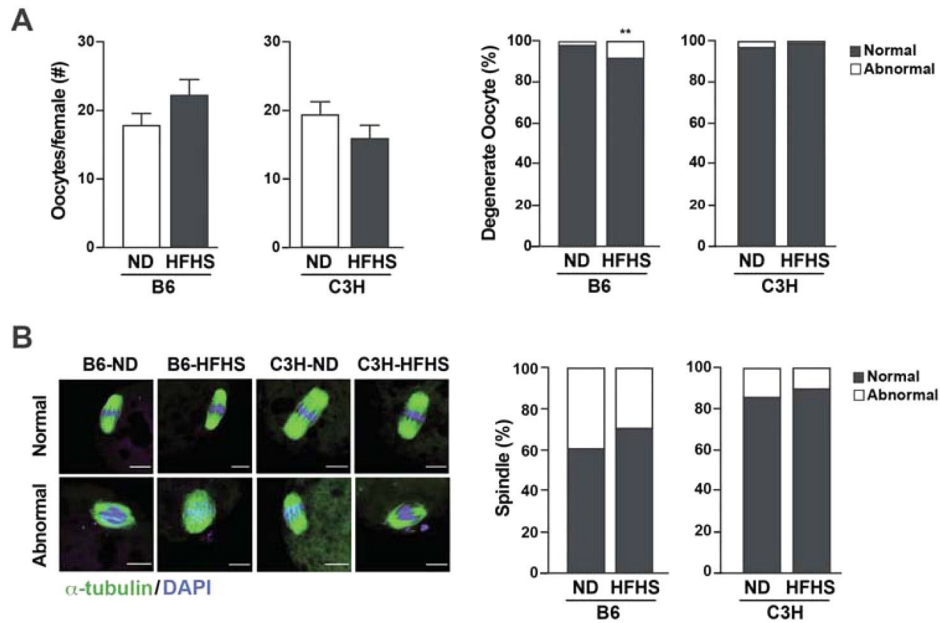 A
Oocytes/female (#)
30
20
10
0
ND HFHS
B6
30
20
10
0
ND HFHS
C3H
Degenerate Oocyte (%)
**
100
80
60
40
20
0
ND HFHS
B6
100
80
60
40
20
0
ND HFHS
C3H
Normal
Abnormal
B
B6-ND B6-HFHS C3H-ND C3H-HFHS
Normal
Abnormal
α-tubulin/DAPI
Spindle (%)
100
80
60
40
20
0
ND HFHS
B6
100
80
60
40
20
0
ND HFHS
C3H
Normal
Abnormal